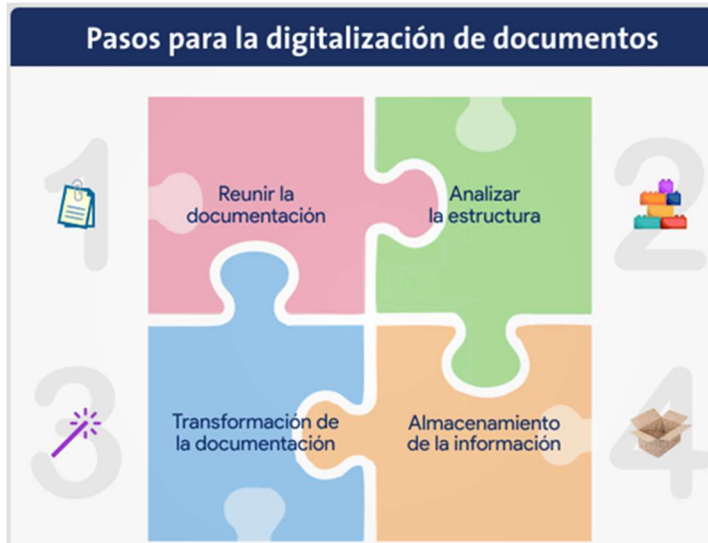 Pasos para la digitalización de documentos
1
Reunir la
documentación
2
Analizar
la estructura
3
Transformación de
la documentación
4
Almacenamiento
de la información